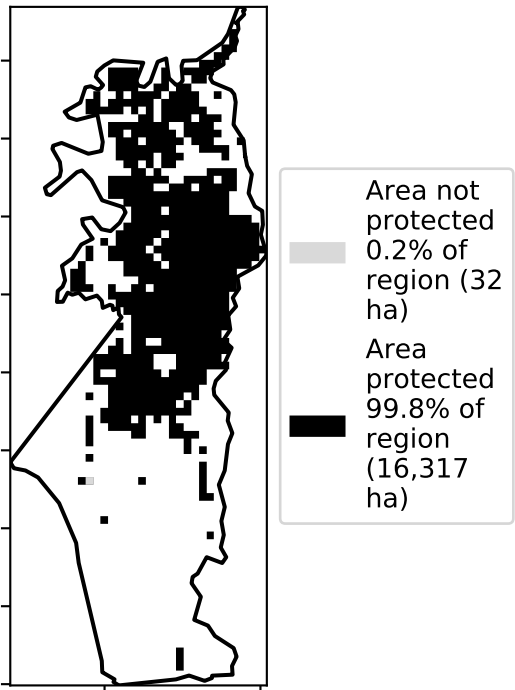 Area not
protected
0.2% of
region (32
ha)
Area
protected
99.8% of
region
(16,317
ha)